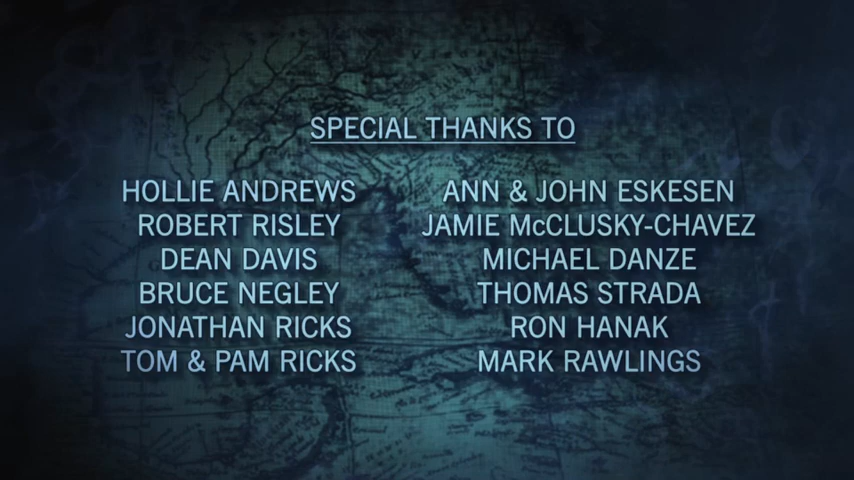 SPECIAL THANKS TO
HOLLIE ANDREWS
ROBERT RISLEY
DEAN DAVIS
BRUCE NEGLEY
JONATHAN RICKS
TOM & PAM RICKS
ANN & JOHN ESKESEN
JAMIE McCLUSKY-CHAVEZ
MICHAEL DANZE
THOMAS STRADA
RON HANAK
MARK RAWLINGS